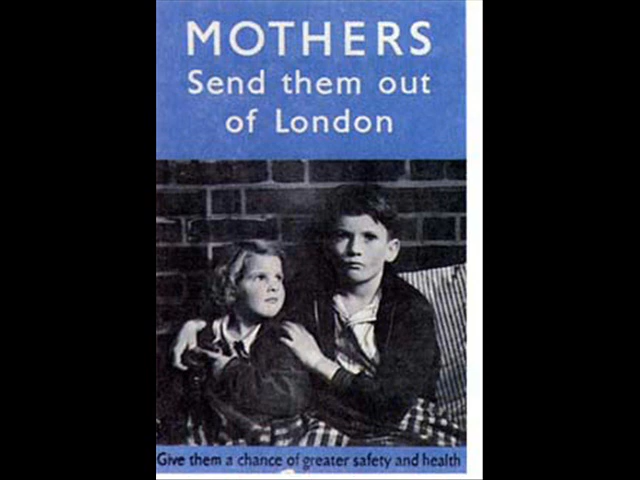 MOTHERS
Send them out
of London
Give them a chance of greater safety and health